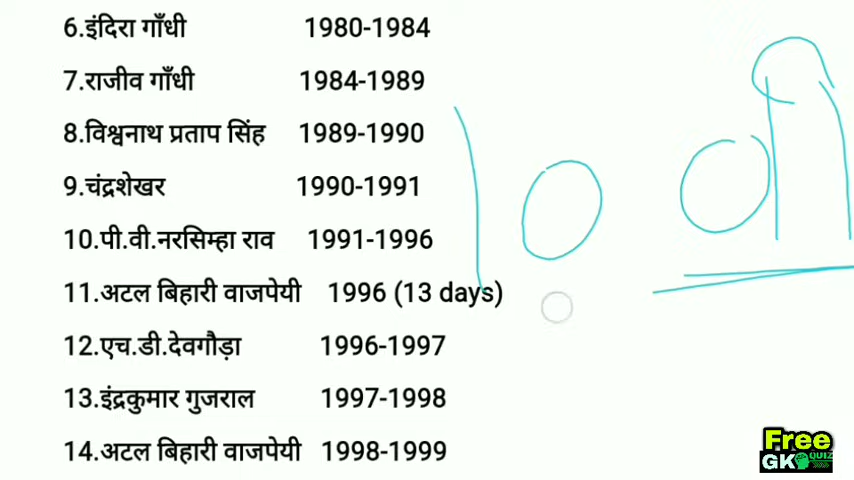 6.इंदिरा गाँधी 1980-1984
7.राजीव गाँधी 1984-1989
8.विश्वनाथ प्रताप सिंह 1989-1990
9.चंद्रशेखर 1990-1991
10.पी.वी.नरसिम्हा राव 1991-1996
11.अटल बिहारी वाजपेयी 1996 (13 days)
12.एच.डी.देवगौड़ा 1996-1997
13.इंद्रकुमार गुजराल 1997-1998
14.अटल बिहारी वाजपेयी 1998-1999
Free
GK QUIZ